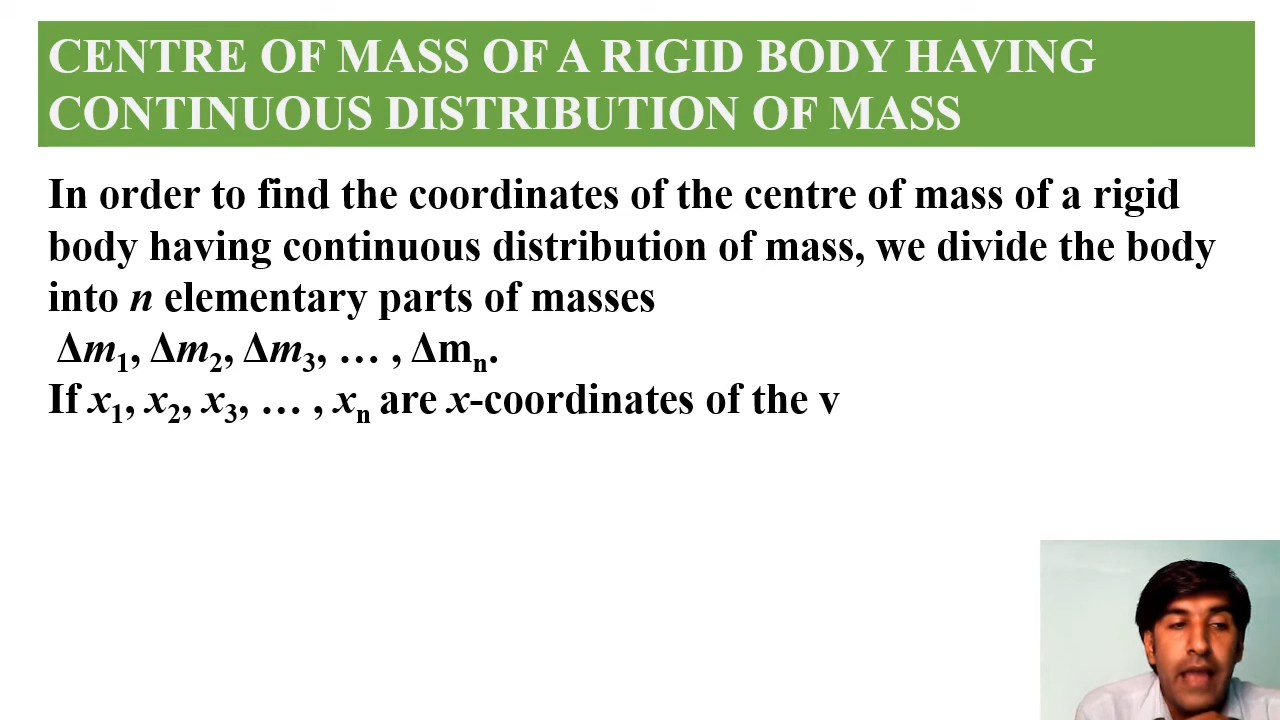 CENTRE OF MASS OF A RIGID BODY HAVING
CONTINUOUS DISTRIBUTION OF MASS
In order to find the coordinates of the centre of mass of a rigid
body having continuous distribution of mass, we divide the body
into n elementary parts of masses
Δm₁, Δm₂, Δm₃, … , Δmₙ.
If x₁, x₂, x₃, … , xₙ are x-coordinates of the v